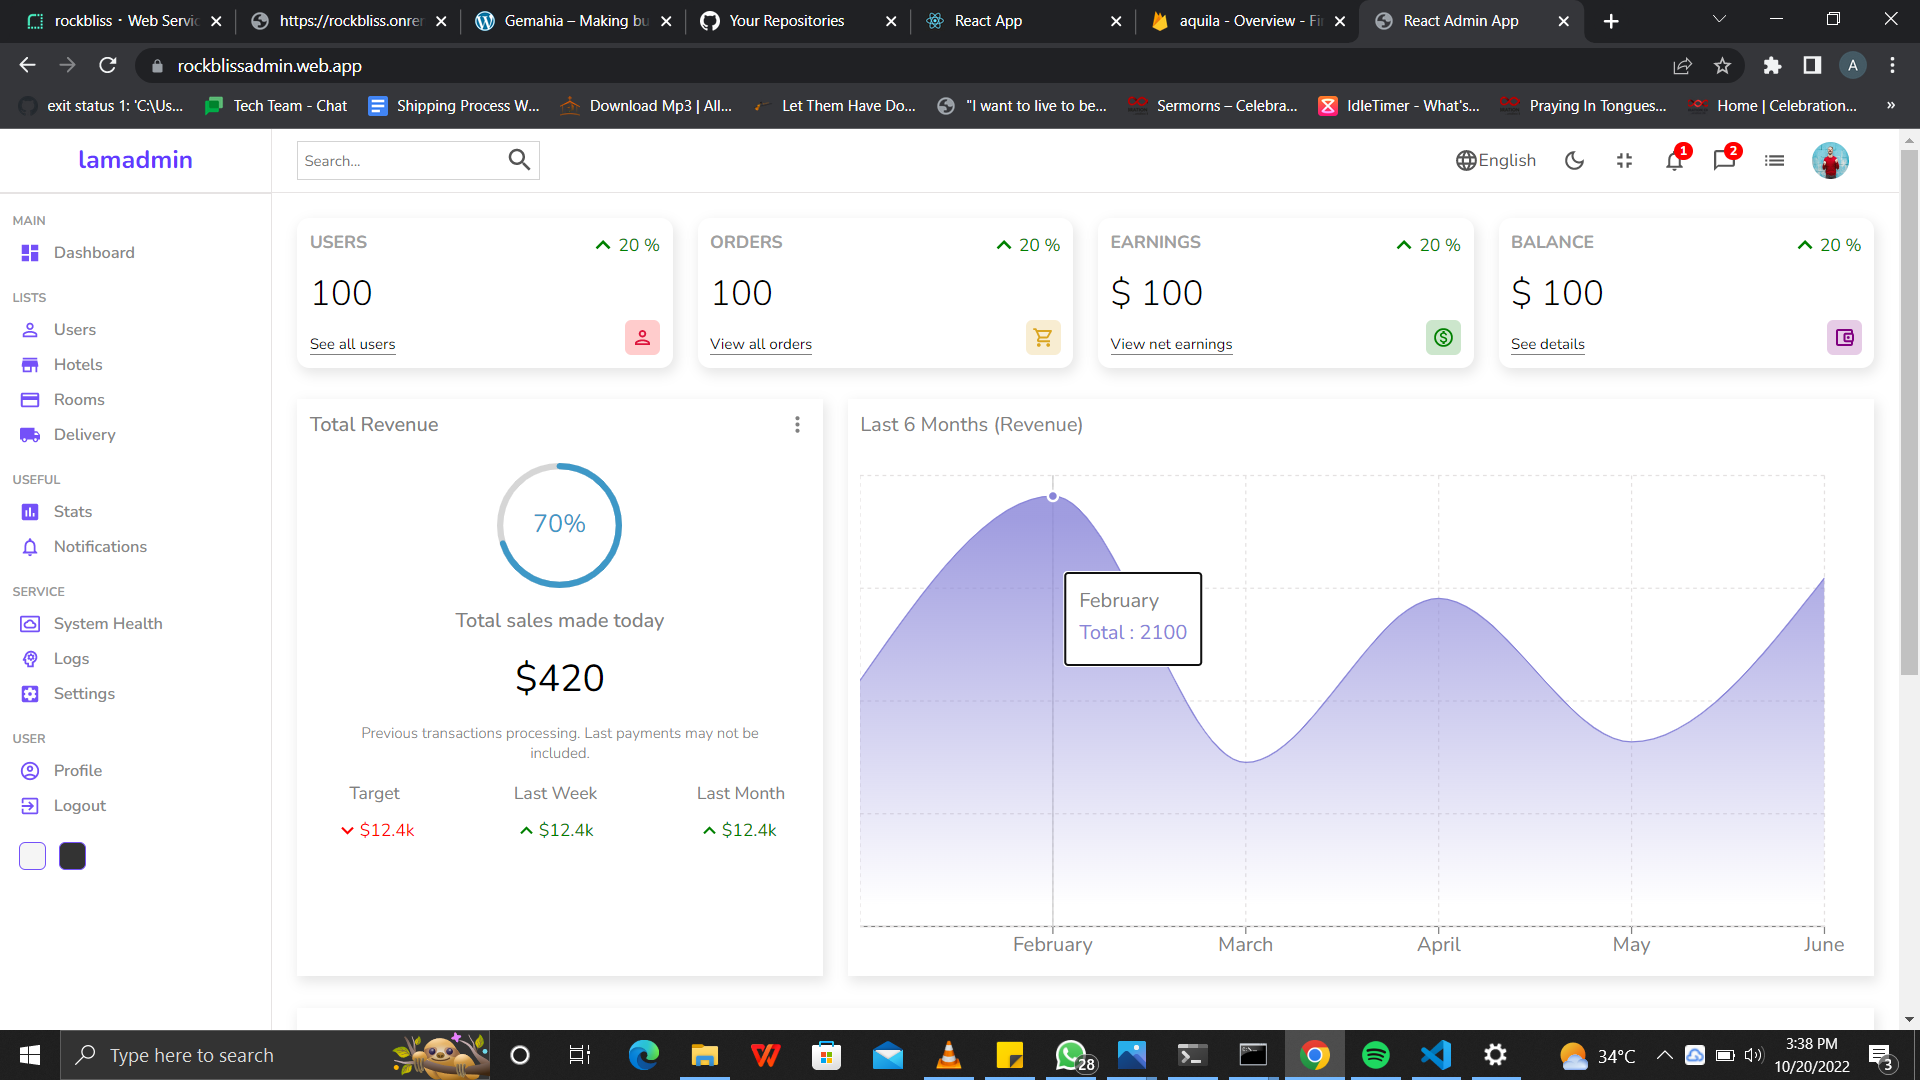 rockbliss · Web Servic
https://rockbliss.onrer
Gemahia – Making bu
Your Repositories
React App
aquila - Overview - Fi
React Admin App
rockblissadmin.web.app
A
exit status 1: 'C:\Us...
Tech Team - Chat
Shipping Process W...
Download Mp3 | All...
Let Them Have Do...
"I want to live to be...
Sermorns – Celebra...
IdleTimer - What's...
Praying In Tongues...
Home | Celebration...
»
lamadmin
Search...
English
1
2
MAIN
Dashboard
LISTS
Users
Hotels
Rooms
Delivery
USEFUL
Stats
Notifications
SERVICE
System Health
Logs
Settings
USER
Profile
Logout
USERS
20 %
100
See all users
ORDERS
20 %
100
View all orders
EARNINGS
20 %
$ 100
View net earnings
BALANCE
20 %
$ 100
See details
Total Revenue
70%
Total sales made today
$420
Previous transactions processing. Last payments may not be
included.
Target
Last Week
Last Month
$12.4k
$12.4k
$12.4k
Last 6 Months (Revenue)
February
Total : 2100
February
March
April
May
June
Type here to search
28
34°C
3:38 PM
10/20/2022
3